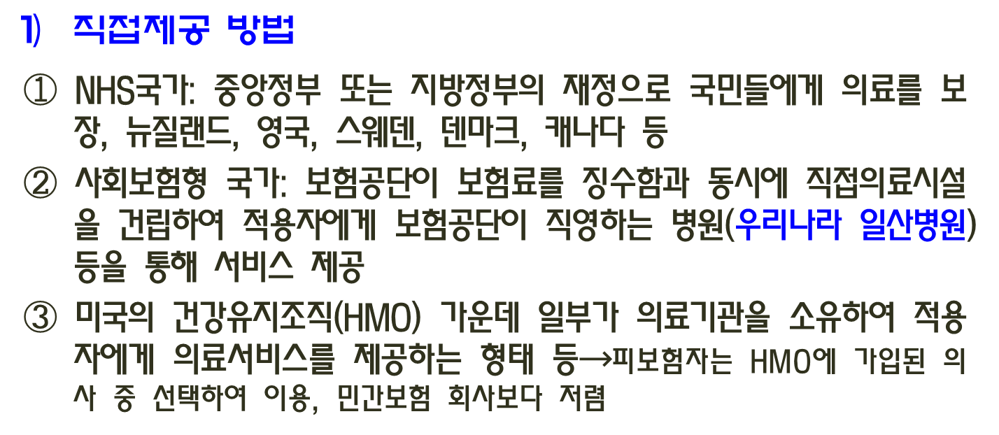 1) 직접제공 방법
① NHS국가: 중앙정부 또는 지방정부의 재정으로 국민들에게 의료를 보
장, 뉴질랜드, 영국, 스웨덴, 덴마크, 캐나다 등
② 사회보험형 국가: 보험공단이 보험료를 징수함과 동시에 직접의료시설
을 건립하여 적용자에게 보험공단이 직영하는 병원(우리나라 일산병원)
등을 통해 서비스 제공
③ 미국의 건강유지조직(HMO) 가운데 일부가 의료기관을 소유하여 적용
자에게 의료서비스를 제공하는 형태 등→피보험자는 HMO에 가입된 의
사 중 선택하여 이용, 민간보험 회사보다 저렴